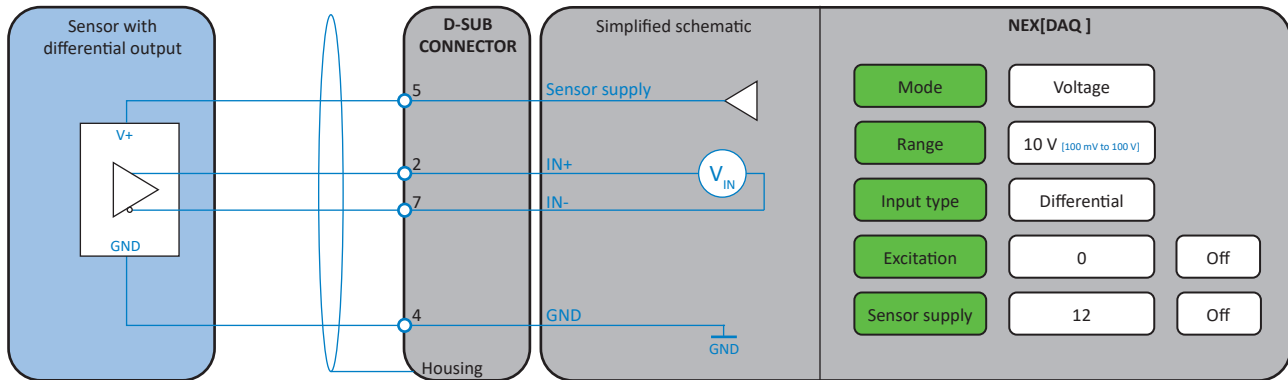 Sensor with
differential output
V+
GND
D-SUB
CONNECTOR
5
2
7
4
Housing
Simplified schematic
Sensor supply
IN+
VIN
IN-
GND
GND
NEX[DAQ ]
Mode
Voltage
Range
10 V [100 mV to 100 V]
Input type
Differential
Excitation
0
Off
Sensor supply
12
Off